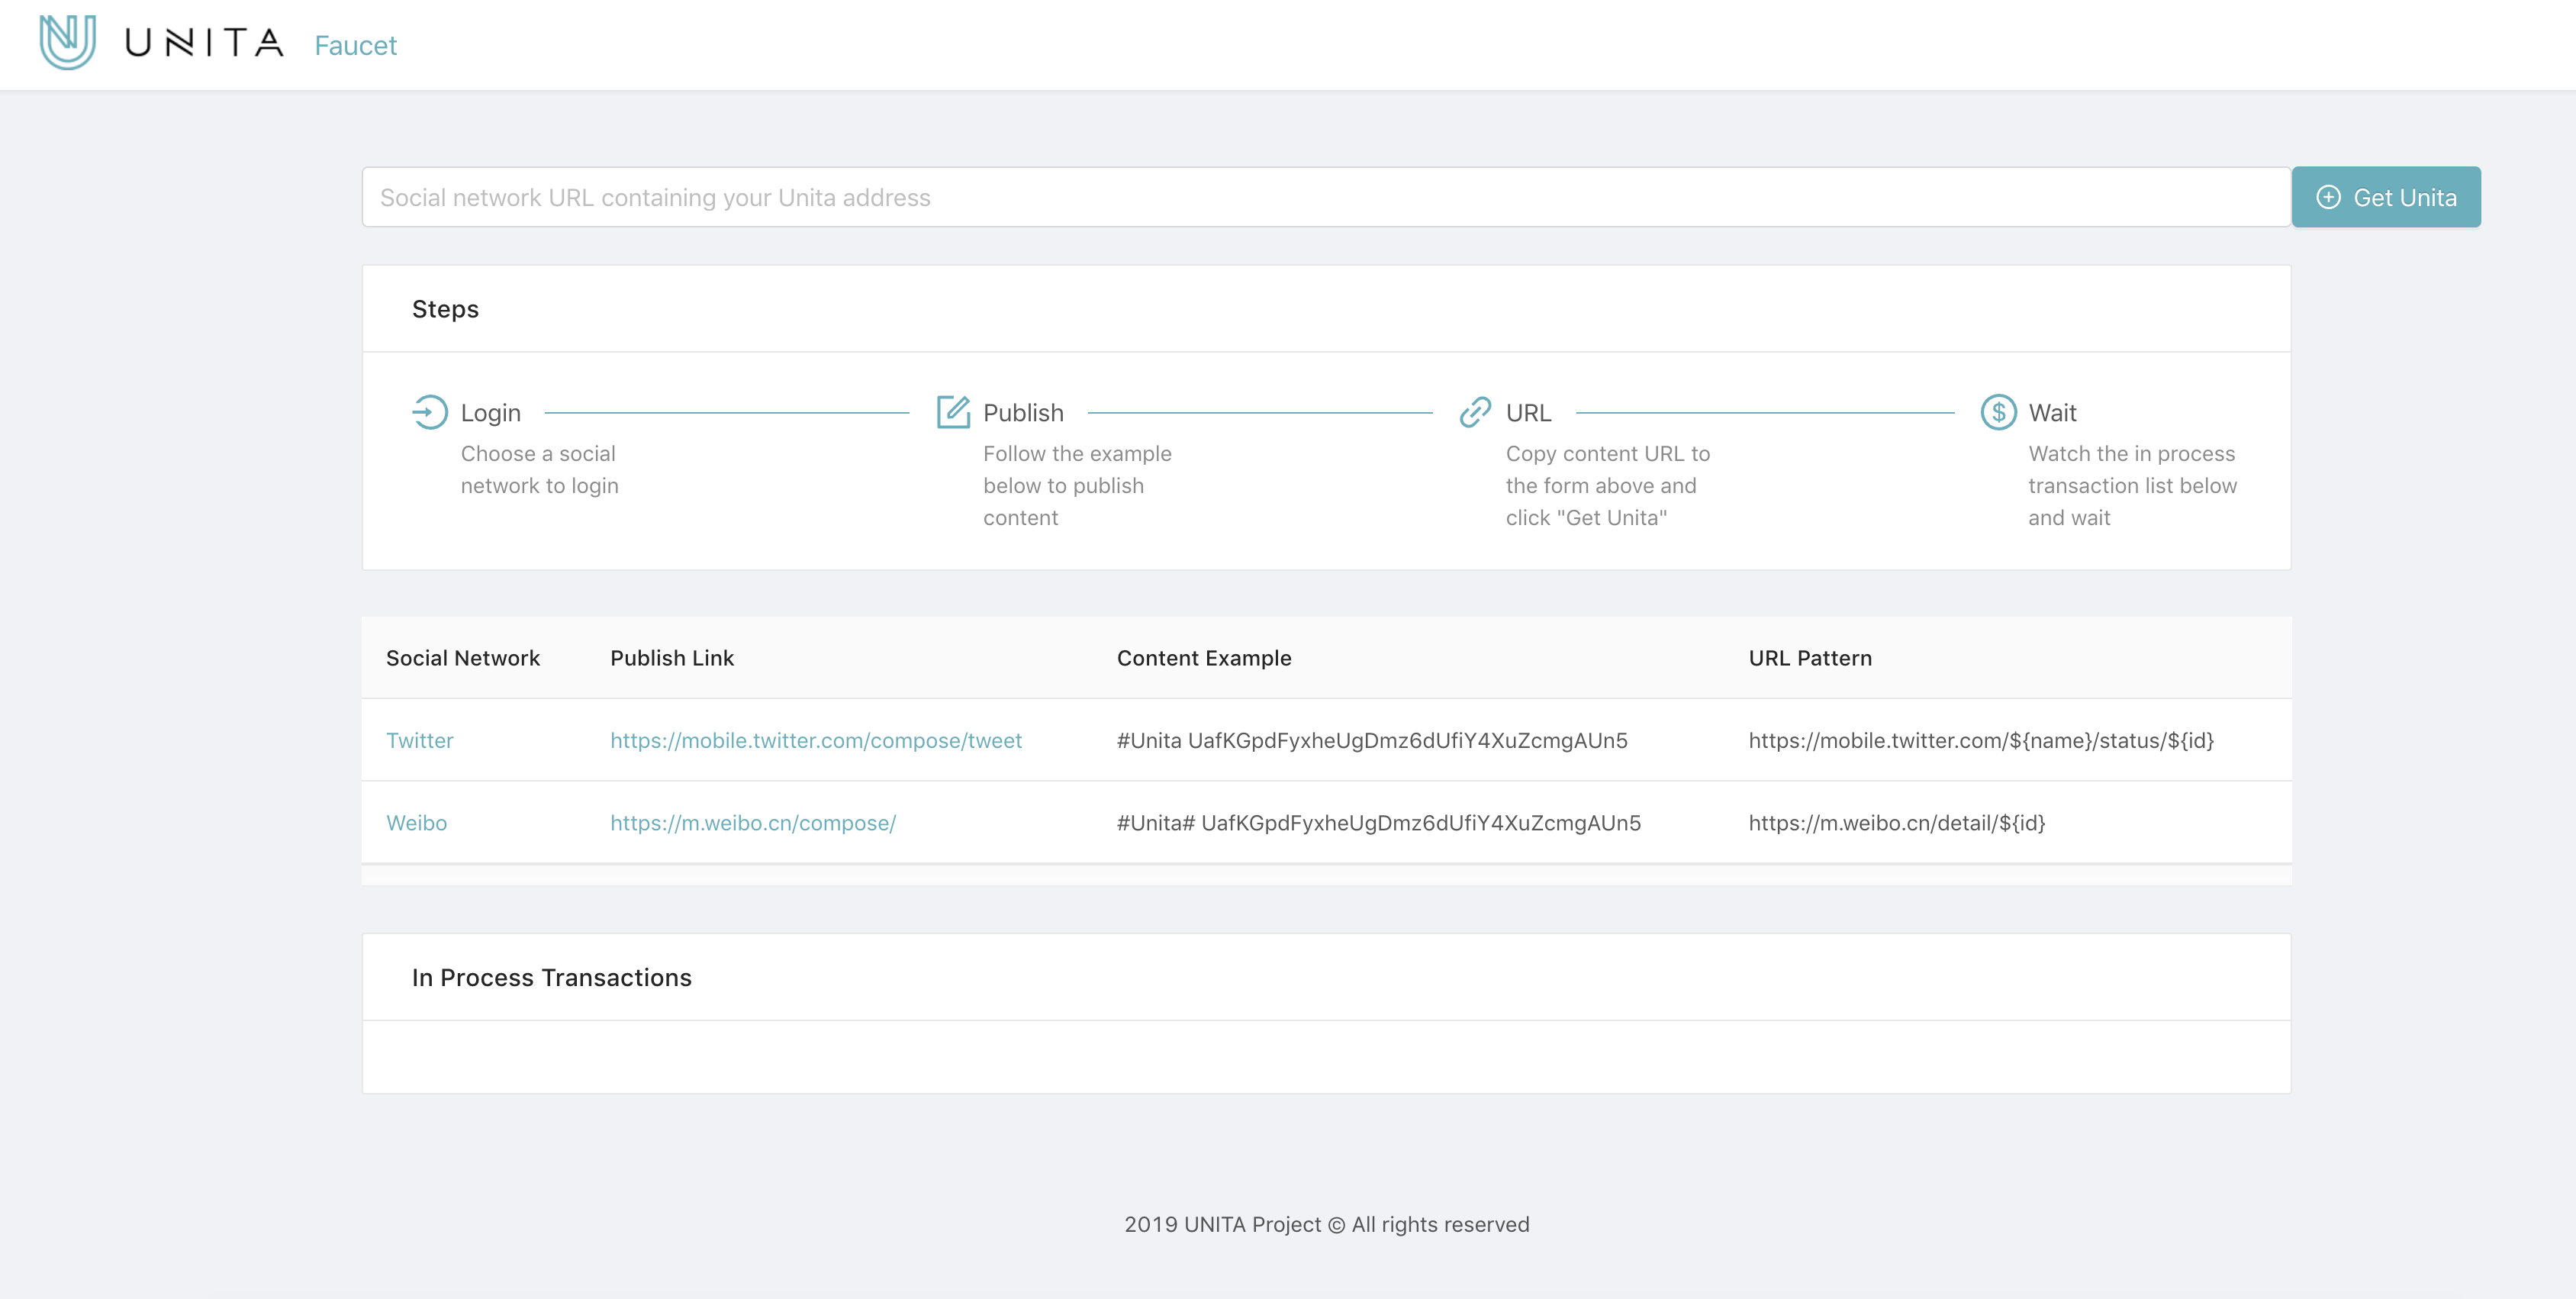 UNITA Faucet
Social network URL containing your Unita address
Get Unita
Steps
Login
Choose a social
network to login
Publish
Follow the example
below to publish
content
URL
Copy content URL to
the form above and
click "Get Unita"
Wait
Watch the in process
transaction list below
and wait
Social Network Publish Link Content Example URL Pattern
Twitter https://mobile.twitter.com/compose/tweet #Unita UafKGpdFyxheUgDmz6dUfiY4XuZcmgAUn5 https://mobile.twitter.com/${name}/status/${id}
Weibo https://m.weibo.cn/compose/ #Unita# UafKGpdFyxheUgDmz6dUfiY4XuZcmgAUn5 https://m.weibo.cn/detail/${id}
In Process Transactions
2019 UNITA Project © All rights reserved